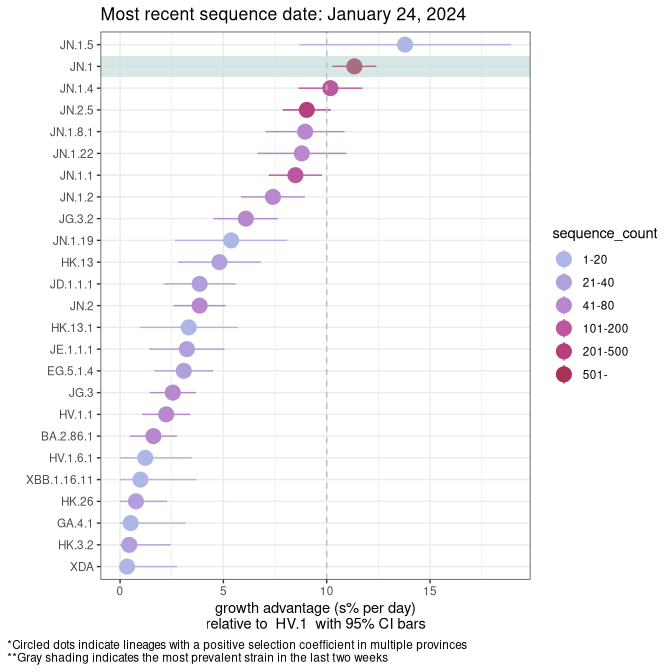 Most recent sequence date: January 24, 2024
JN.1.5
JN.1
JN.1.4
JN.2.5
JN.1.8.1
JN.1.22
JN.1.1
JN.1.2
JG.3.2
JN.1.19
HK.13
JD.1.1.1
JN.2
HK.13.1
JE.1.1.1
EG.5.1.4
JG.3
HV.1.1
BA.2.86.1
HV.1.6.1
XBB.1.16.11
HK.26
GA.4.1
HK.3.2
XDA
0 5 10 15
growth advantage (s% per day)
relative to HV.1 with 95% CI bars
sequence_count
1-20
21-40
41-80
101-200
201-500
501-
*Circled dots indicate lineages with a positive selection coefficient in multiple provinces
**Gray shading indicates the most prevalent strain in the last two weeks